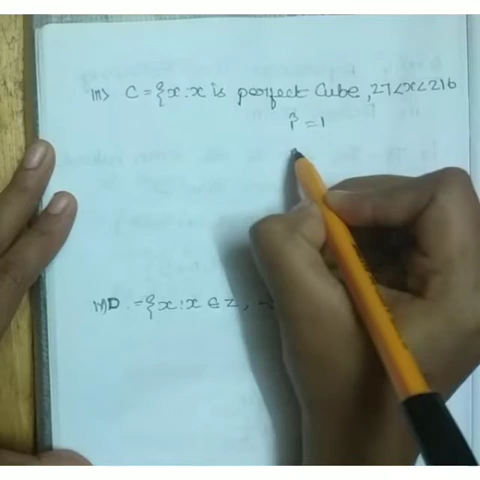 iii> C = {x : x is perfect Cube, 27 < x < 216
1³ = 1
iv> D. = {x : x ∈ Z, -